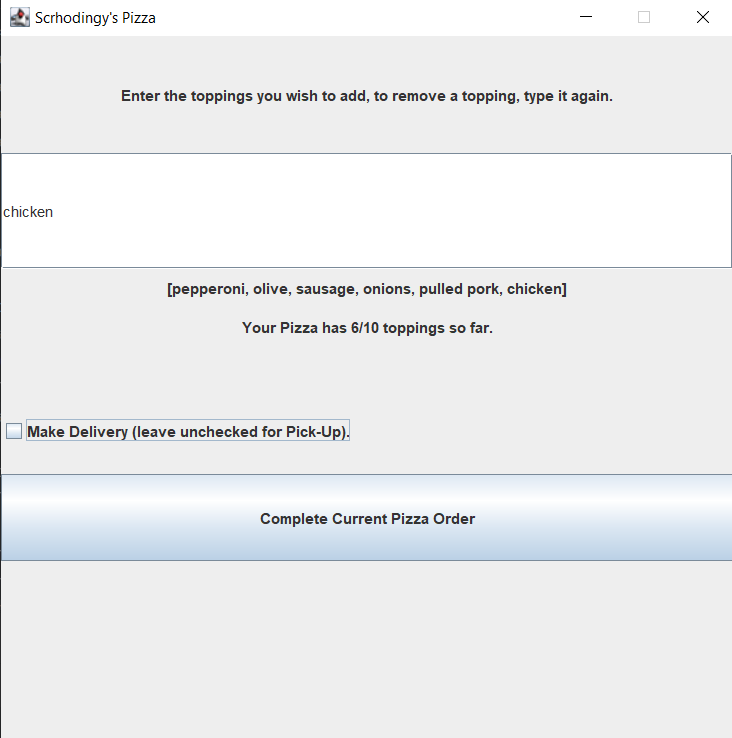 Scrhodingy's Pizza
Enter the toppings you wish to add, to remove a topping, type it again.
chicken
[pepperoni, olive, sausage, onions, pulled pork, chicken]
Your Pizza has 6/10 toppings so far.
Make Delivery (leave unchecked for Pick-Up).
Complete Current Pizza Order